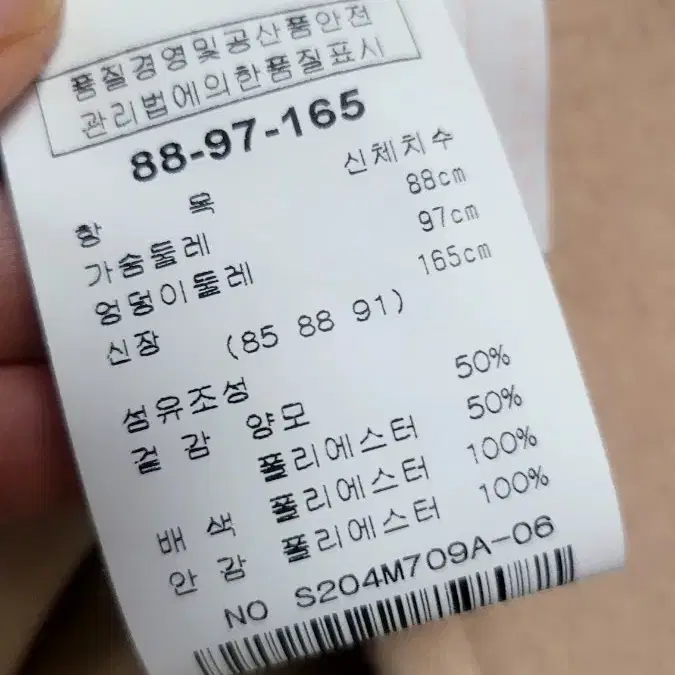 품질경영및공산품안전
관리법에의한품질표시
88-97-165
항 목 신체치수
가슴둘레 88cm
엉덩이둘레 97cm
신장 165cm
(85 88 91)
섬유조성
겉감 양모 50%
폴리에스터 50%
배색 폴리에스터 100%
안감 폴리에스터 100%
NO S204M709A-06